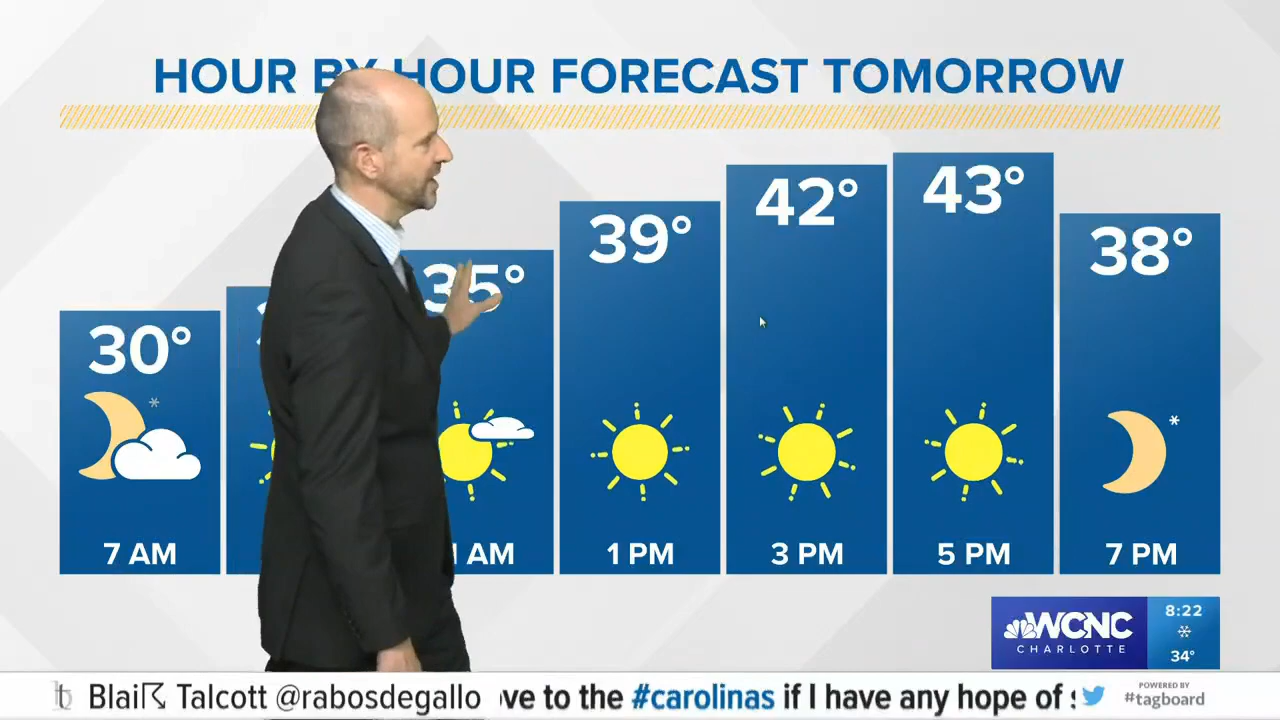 HOUR BY HOUR FORECAST TOMORROW
30°
35°
39°
42°
43°
38°
7 AM
AM
1 PM
3 PM
5 PM
7 PM
WCNC
CHARLOTTE
8:22
34°
Talcott @rabosdegallo
to the #carolinas if I have any hope of
POWERED BY
#tagboard